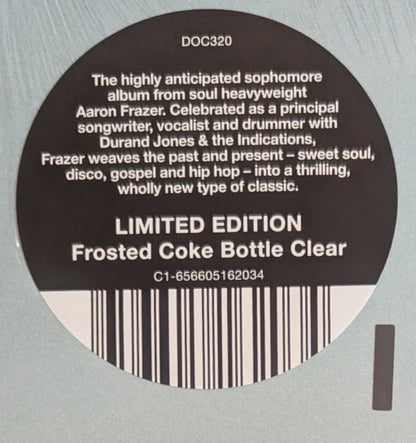 DOC320
The highly anticipated sophomore
album from soul heavyweight
Aaron Frazer. Celebrated as a principal
songwriter, vocalist and drummer with
Durand Jones & the Indications,
Frazer weaves the past and present – sweet soul,
disco, gospel and hip hop – into a thrilling,
wholly new type of classic.
LIMITED EDITION
Frosted Coke Bottle Clear
C1-656605162034